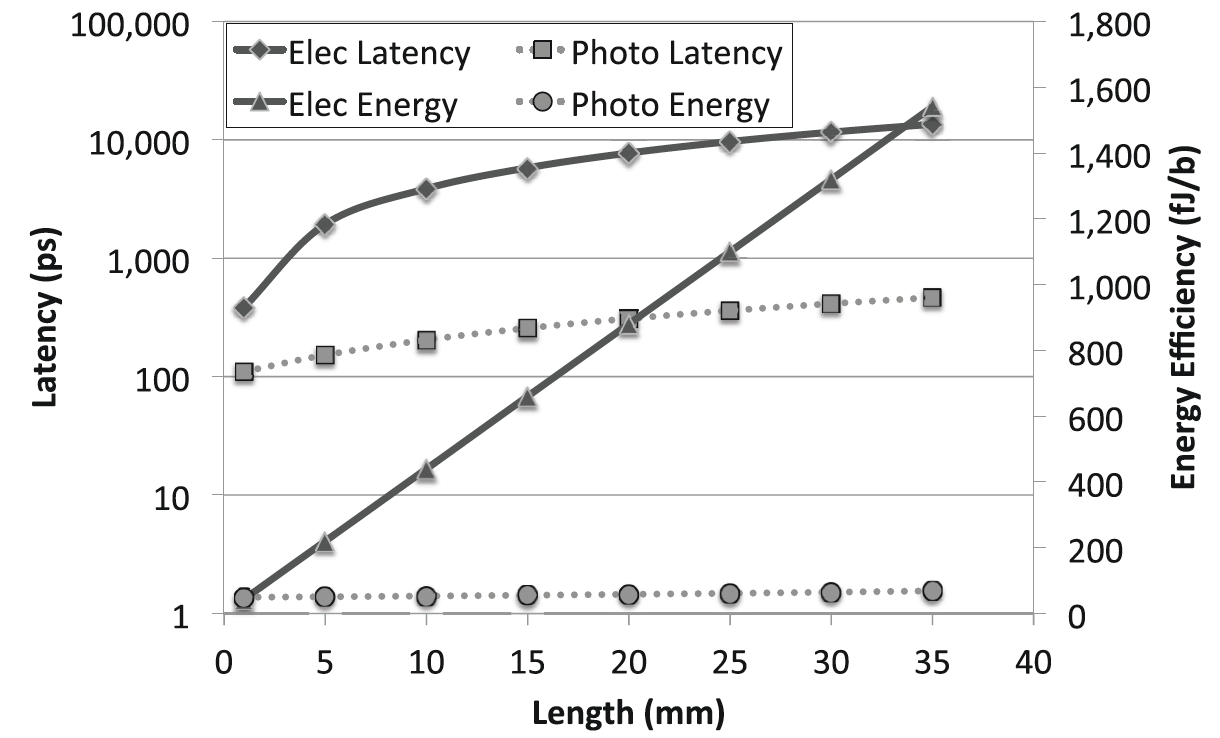 100,000
10,000
1,000
100
10
1
Latency (ps)
Elec Latency
Photo Latency
Elec Energy
Photo Energy
1,800
1,600
1,400
1,200
1,000
800
600
400
200
0
Energy Efficiency (fJ/b)
0 5 10 15 20 25 30 35 40
Length (mm)